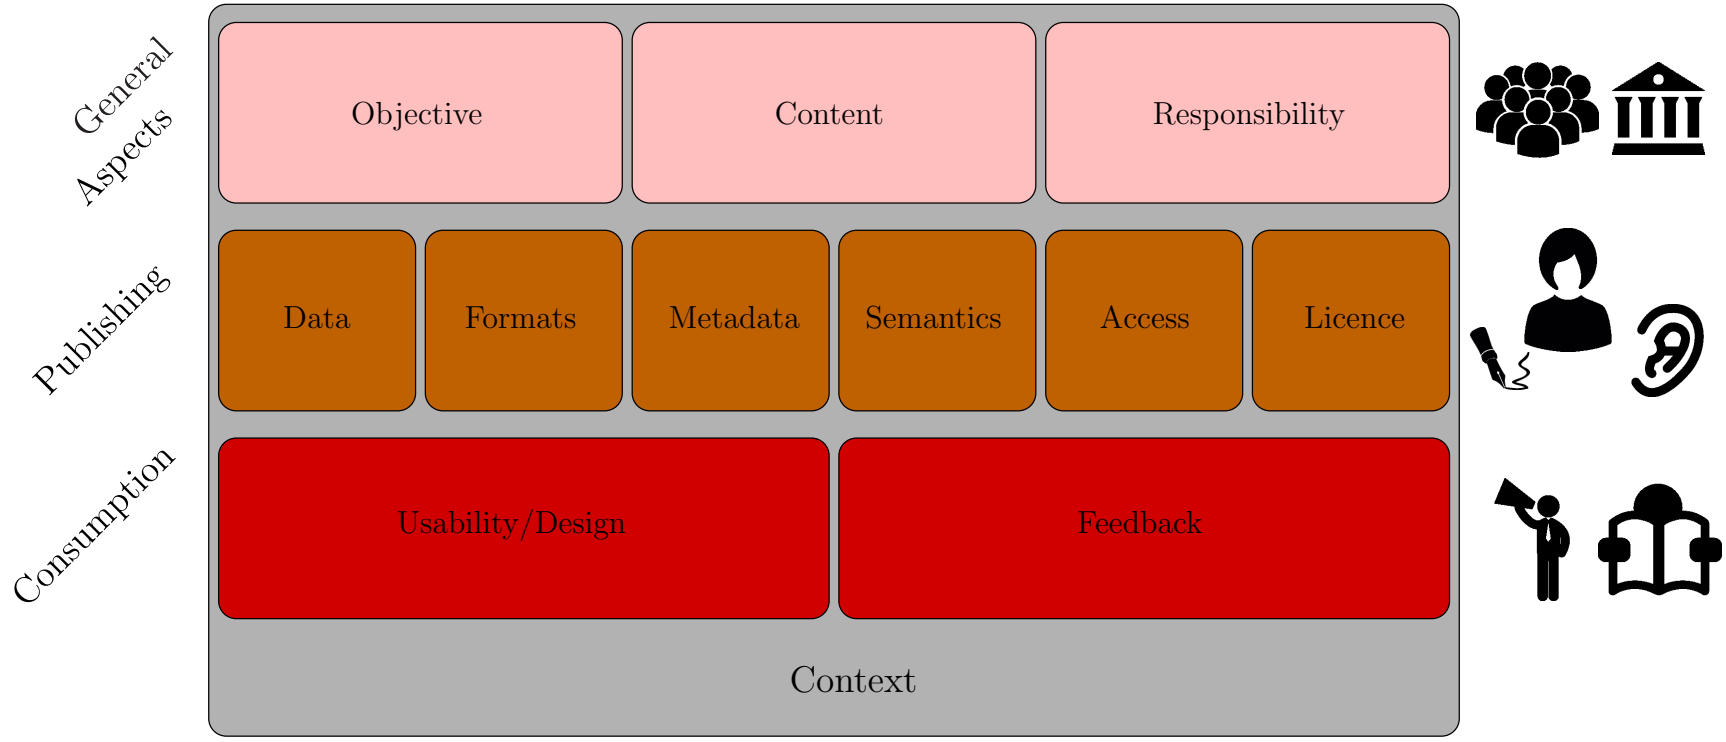 General
Aspects
Objective
Content
Responsibility
Publishing
Data
Formats
Metadata
Semantics
Access
Licence
Consumption
Usability/Design
Feedback
Context